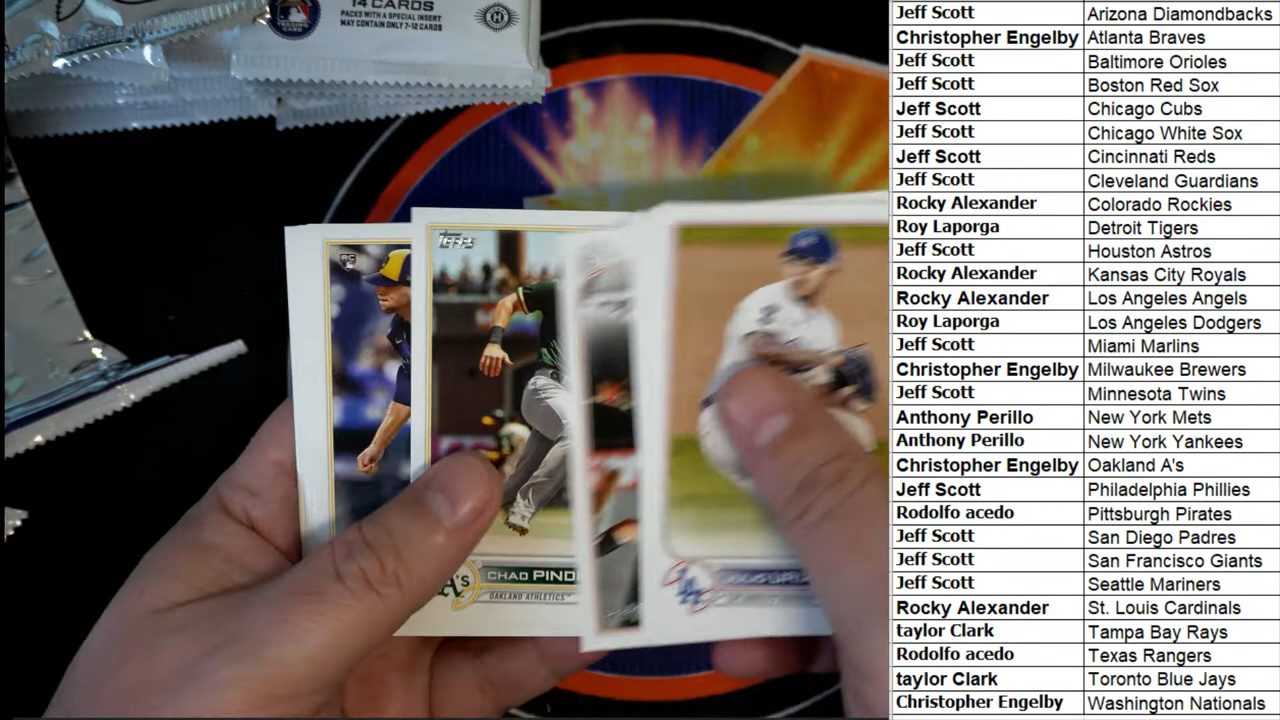 14 CARDS
PACKS WITH A SPECIAL INSERT
MAY CONTAIN ONLY 7-12 CARDS
RC
Topps
A's
CHAD PIND
OAKLAND ATHLETICS
LA
Jeff Scott Arizona Diamondbacks
Christopher Engelby Atlanta Braves
Jeff Scott Baltimore Orioles
Jeff Scott Boston Red Sox
Jeff Scott Chicago Cubs
Jeff Scott Chicago White Sox
Jeff Scott Cincinnati Reds
Jeff Scott Cleveland Guardians
Rocky Alexander Colorado Rockies
Roy Laporga Detroit Tigers
Jeff Scott Houston Astros
Rocky Alexander Kansas City Royals
Rocky Alexander Los Angeles Angels
Roy Laporga Los Angeles Dodgers
Jeff Scott Miami Marlins
Christopher Engelby Milwaukee Brewers
Jeff Scott Minnesota Twins
Anthony Perillo New York Mets
Anthony Perillo New York Yankees
Christopher Engelby Oakland A's
Jeff Scott Philadelphia Phillies
Rodolfo acedo Pittsburgh Pirates
Jeff Scott San Diego Padres
Jeff Scott San Francisco Giants
Jeff Scott Seattle Mariners
Rocky Alexander St. Louis Cardinals
taylor Clark Tampa Bay Rays
Rodolfo acedo Texas Rangers
taylor Clark Toronto Blue Jays
Christopher Engelby Washington Nationals